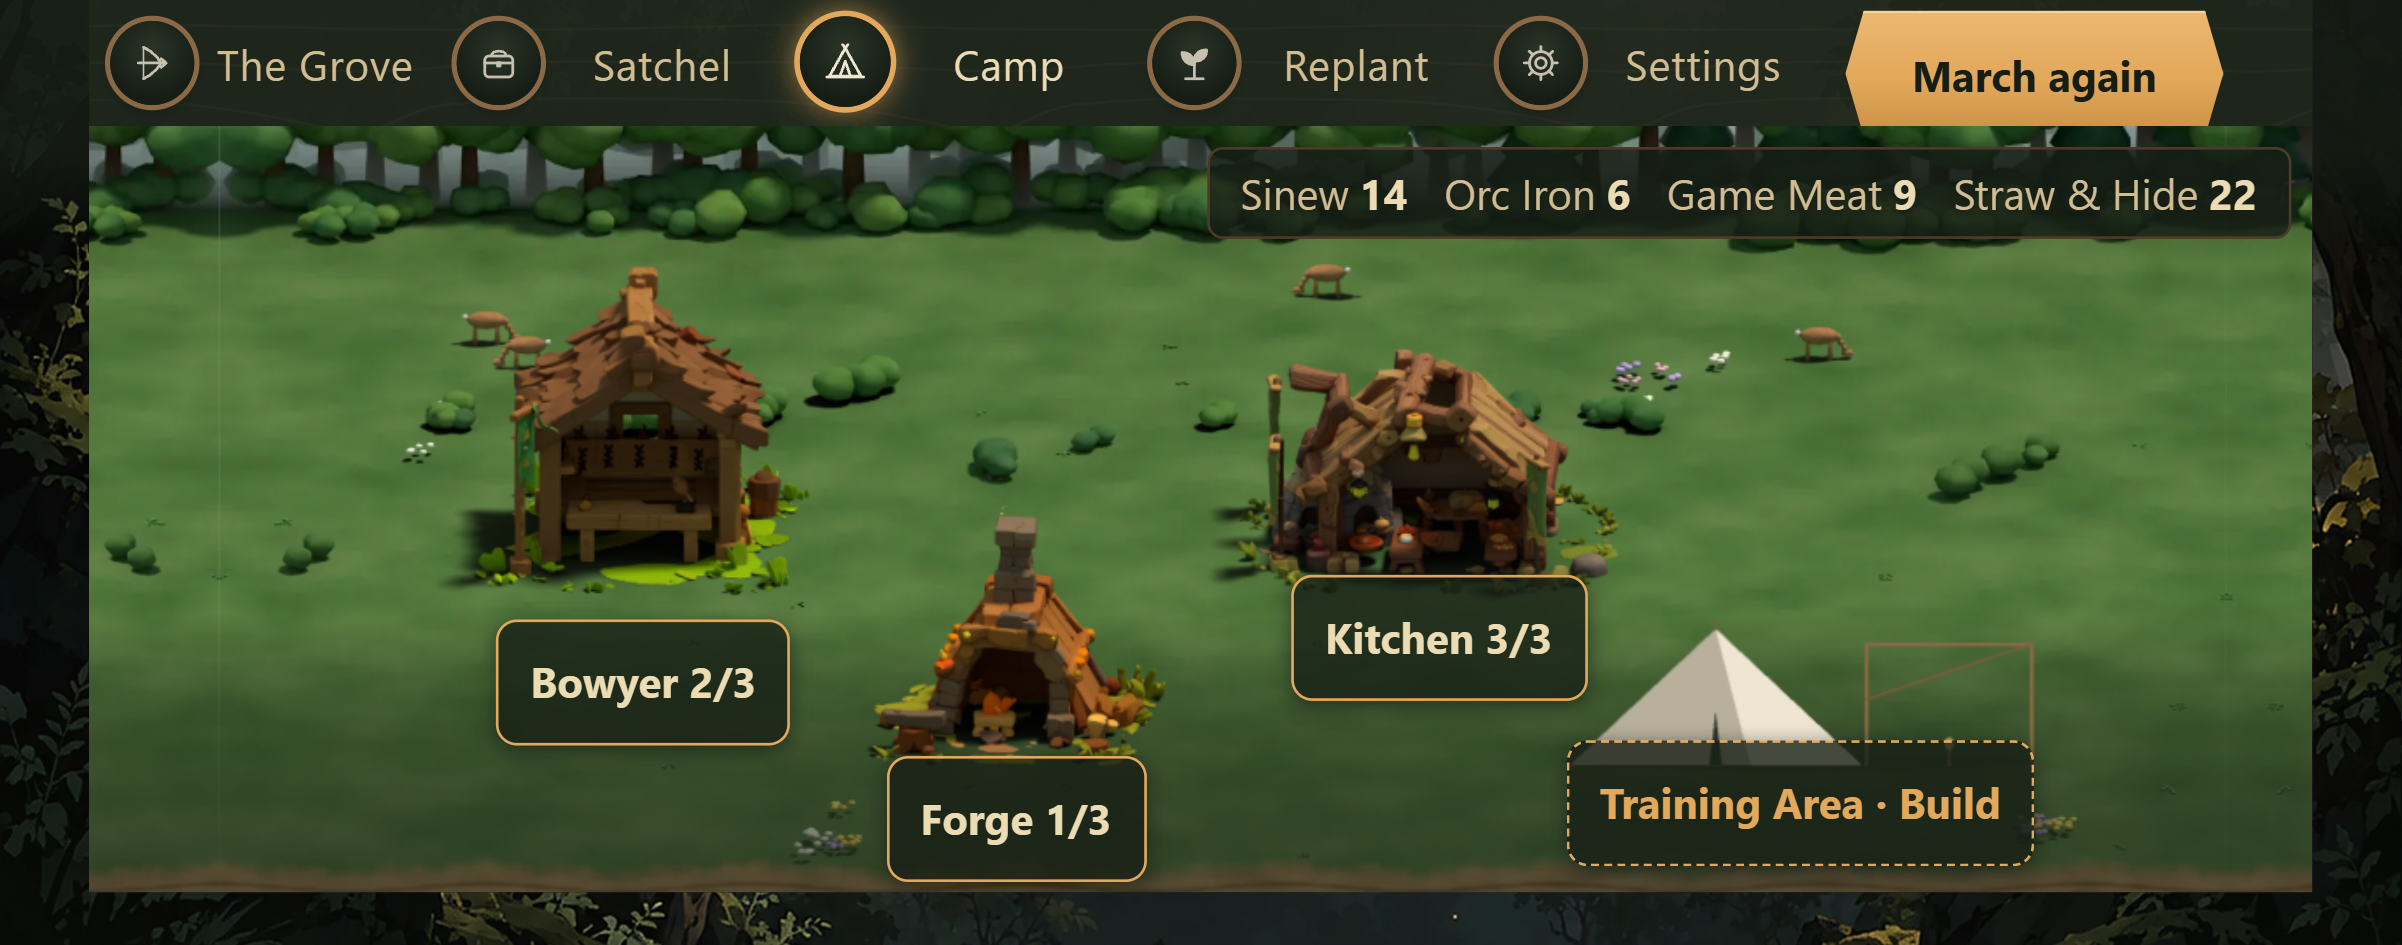 The Grove Satchel Camp Replant Settings March again
Sinew 14 Orc Iron 6 Game Meat 9 Straw & Hide 22
Kitchen 3/3
Bowyer 2/3
Training Area · Build
Forge 1/3